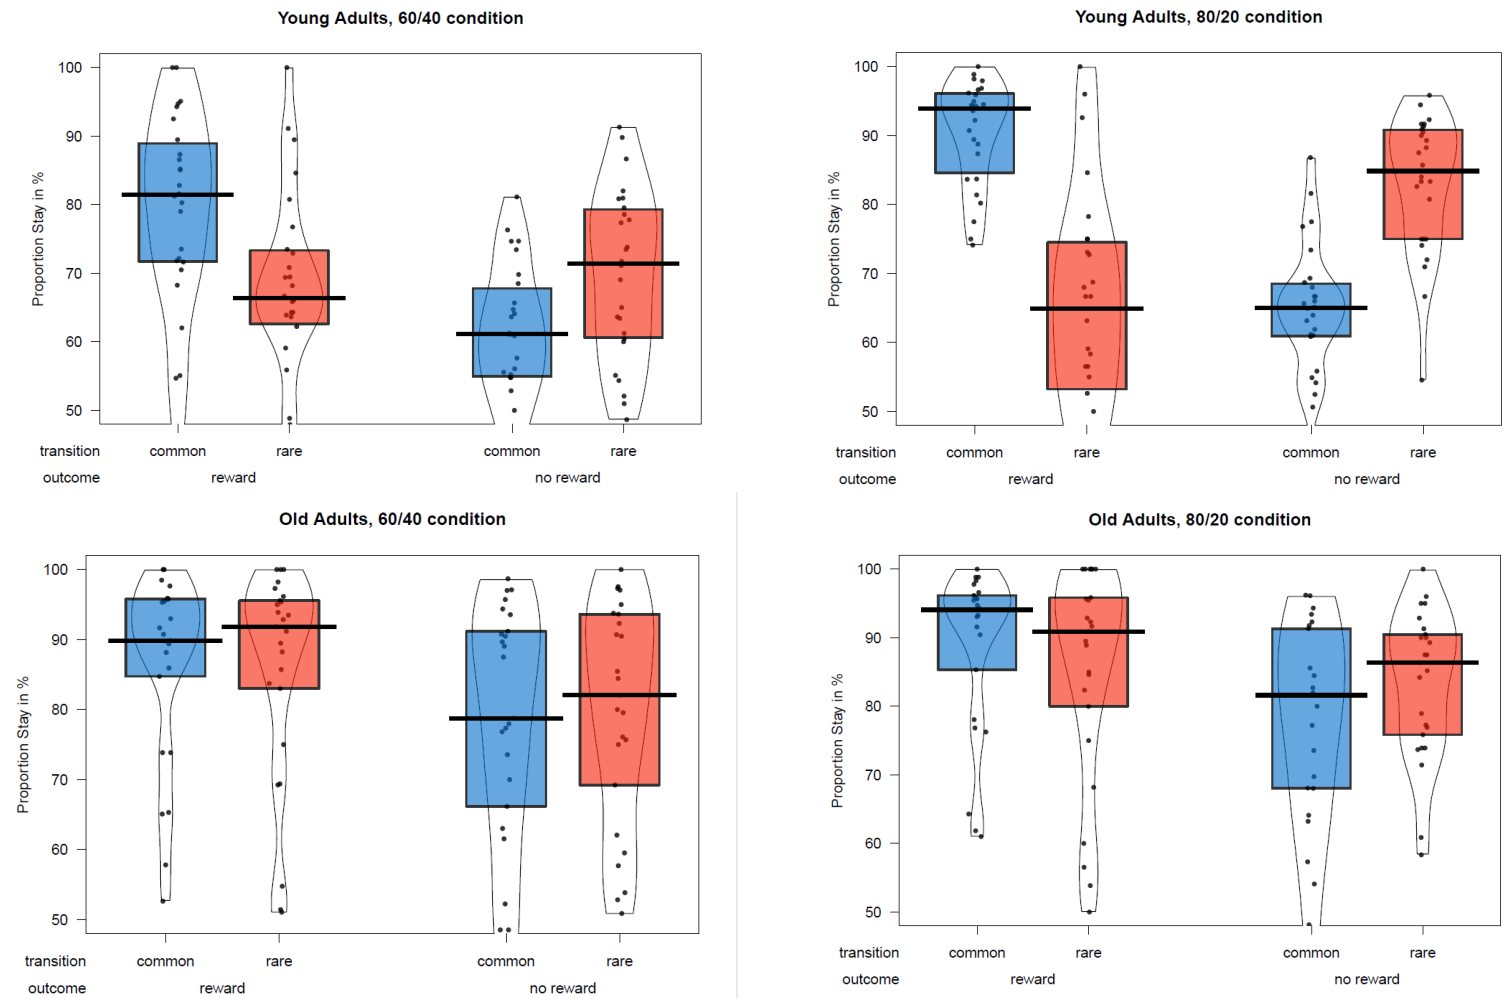 Young Adults, 60/40 condition
Proportion Stay in %
100
90
80
70
60
50
transition common rare common rare
outcome reward no reward
Young Adults, 80/20 condition
Proportion Stay in %
100
90
80
70
60
50
transition common rare common rare
outcome reward no reward
Old Adults, 60/40 condition
Proportion Stay in %
100
90
80
70
60
50
transition common rare common rare
outcome reward no reward
Old Adults, 80/20 condition
Proportion Stay in %
100
90
80
70
60
50
transition common rare common rare
outcome reward no reward